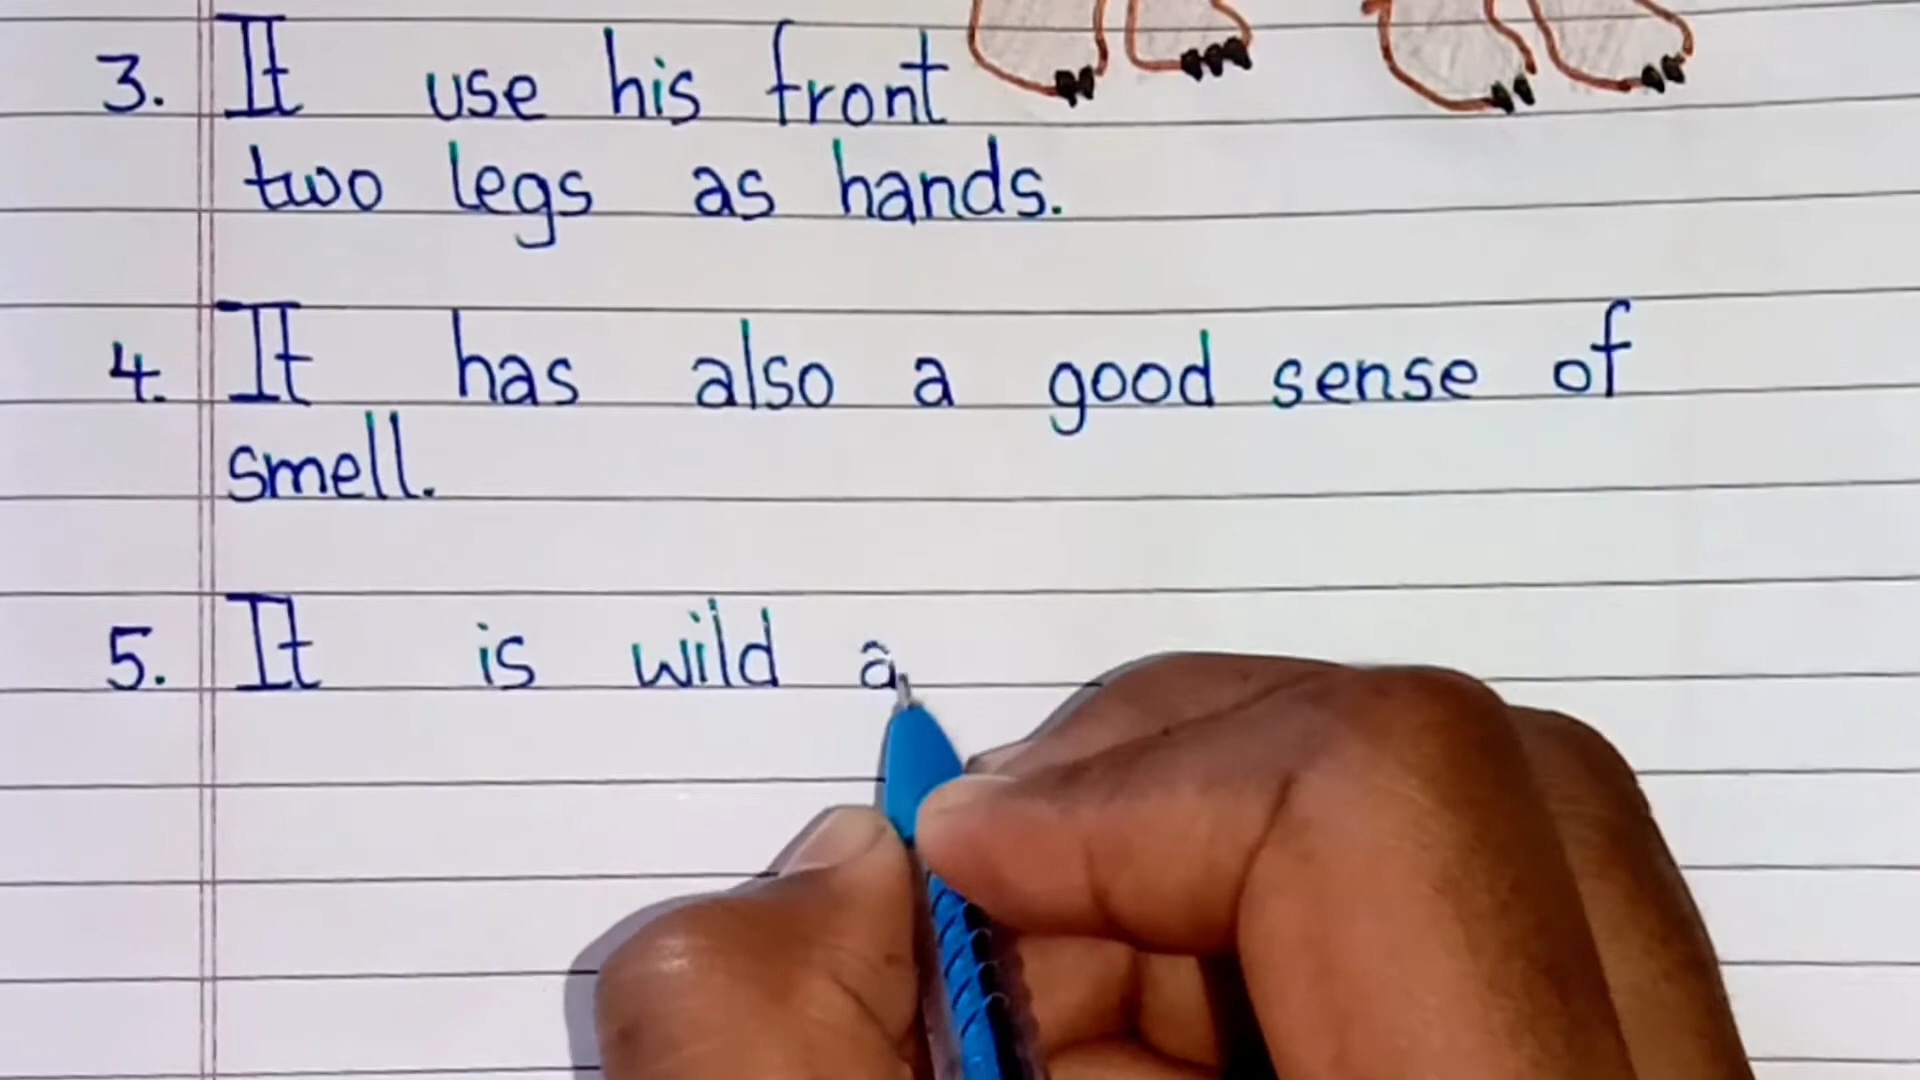 3. It use his front
two legs as hands.
4. It has also a good sense of
smell.
5. It is wild a